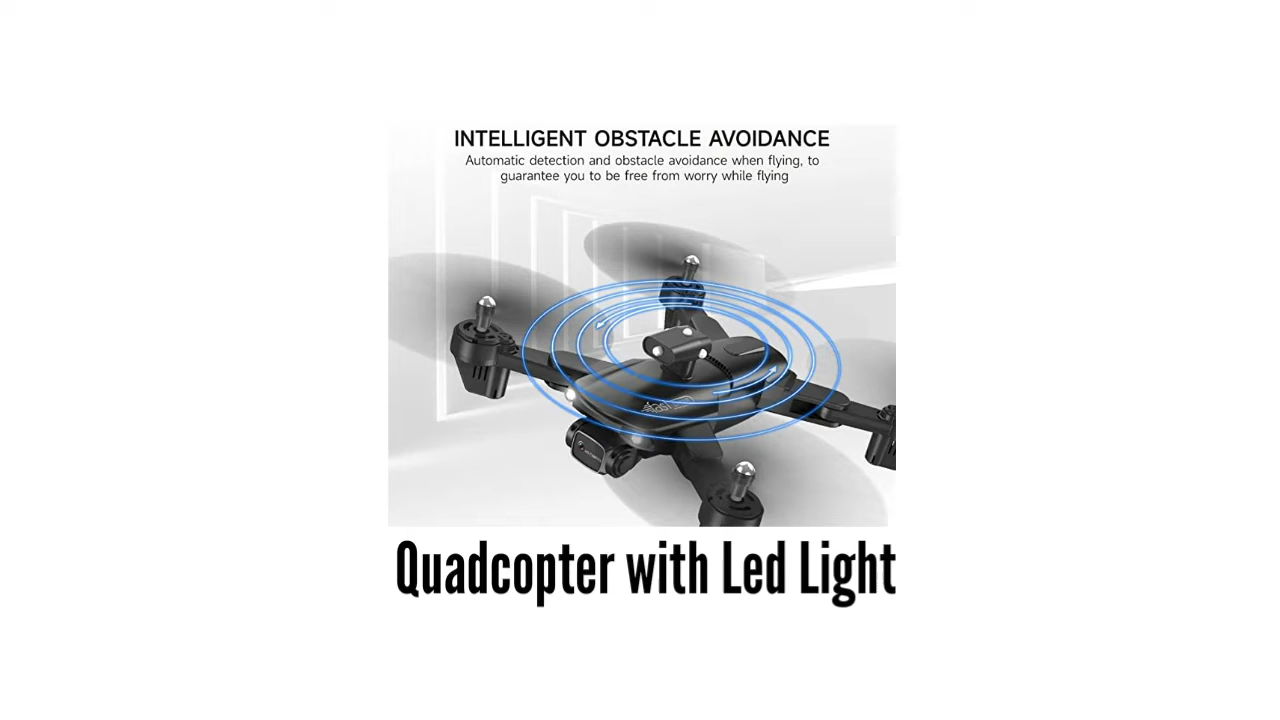 INTELLIGENT OBSTACLE AVOIDANCE
Automatic detection and obstacle avoidance when flying, to
guarantee you to be free from worry while flying
Quadcopter with Led Light